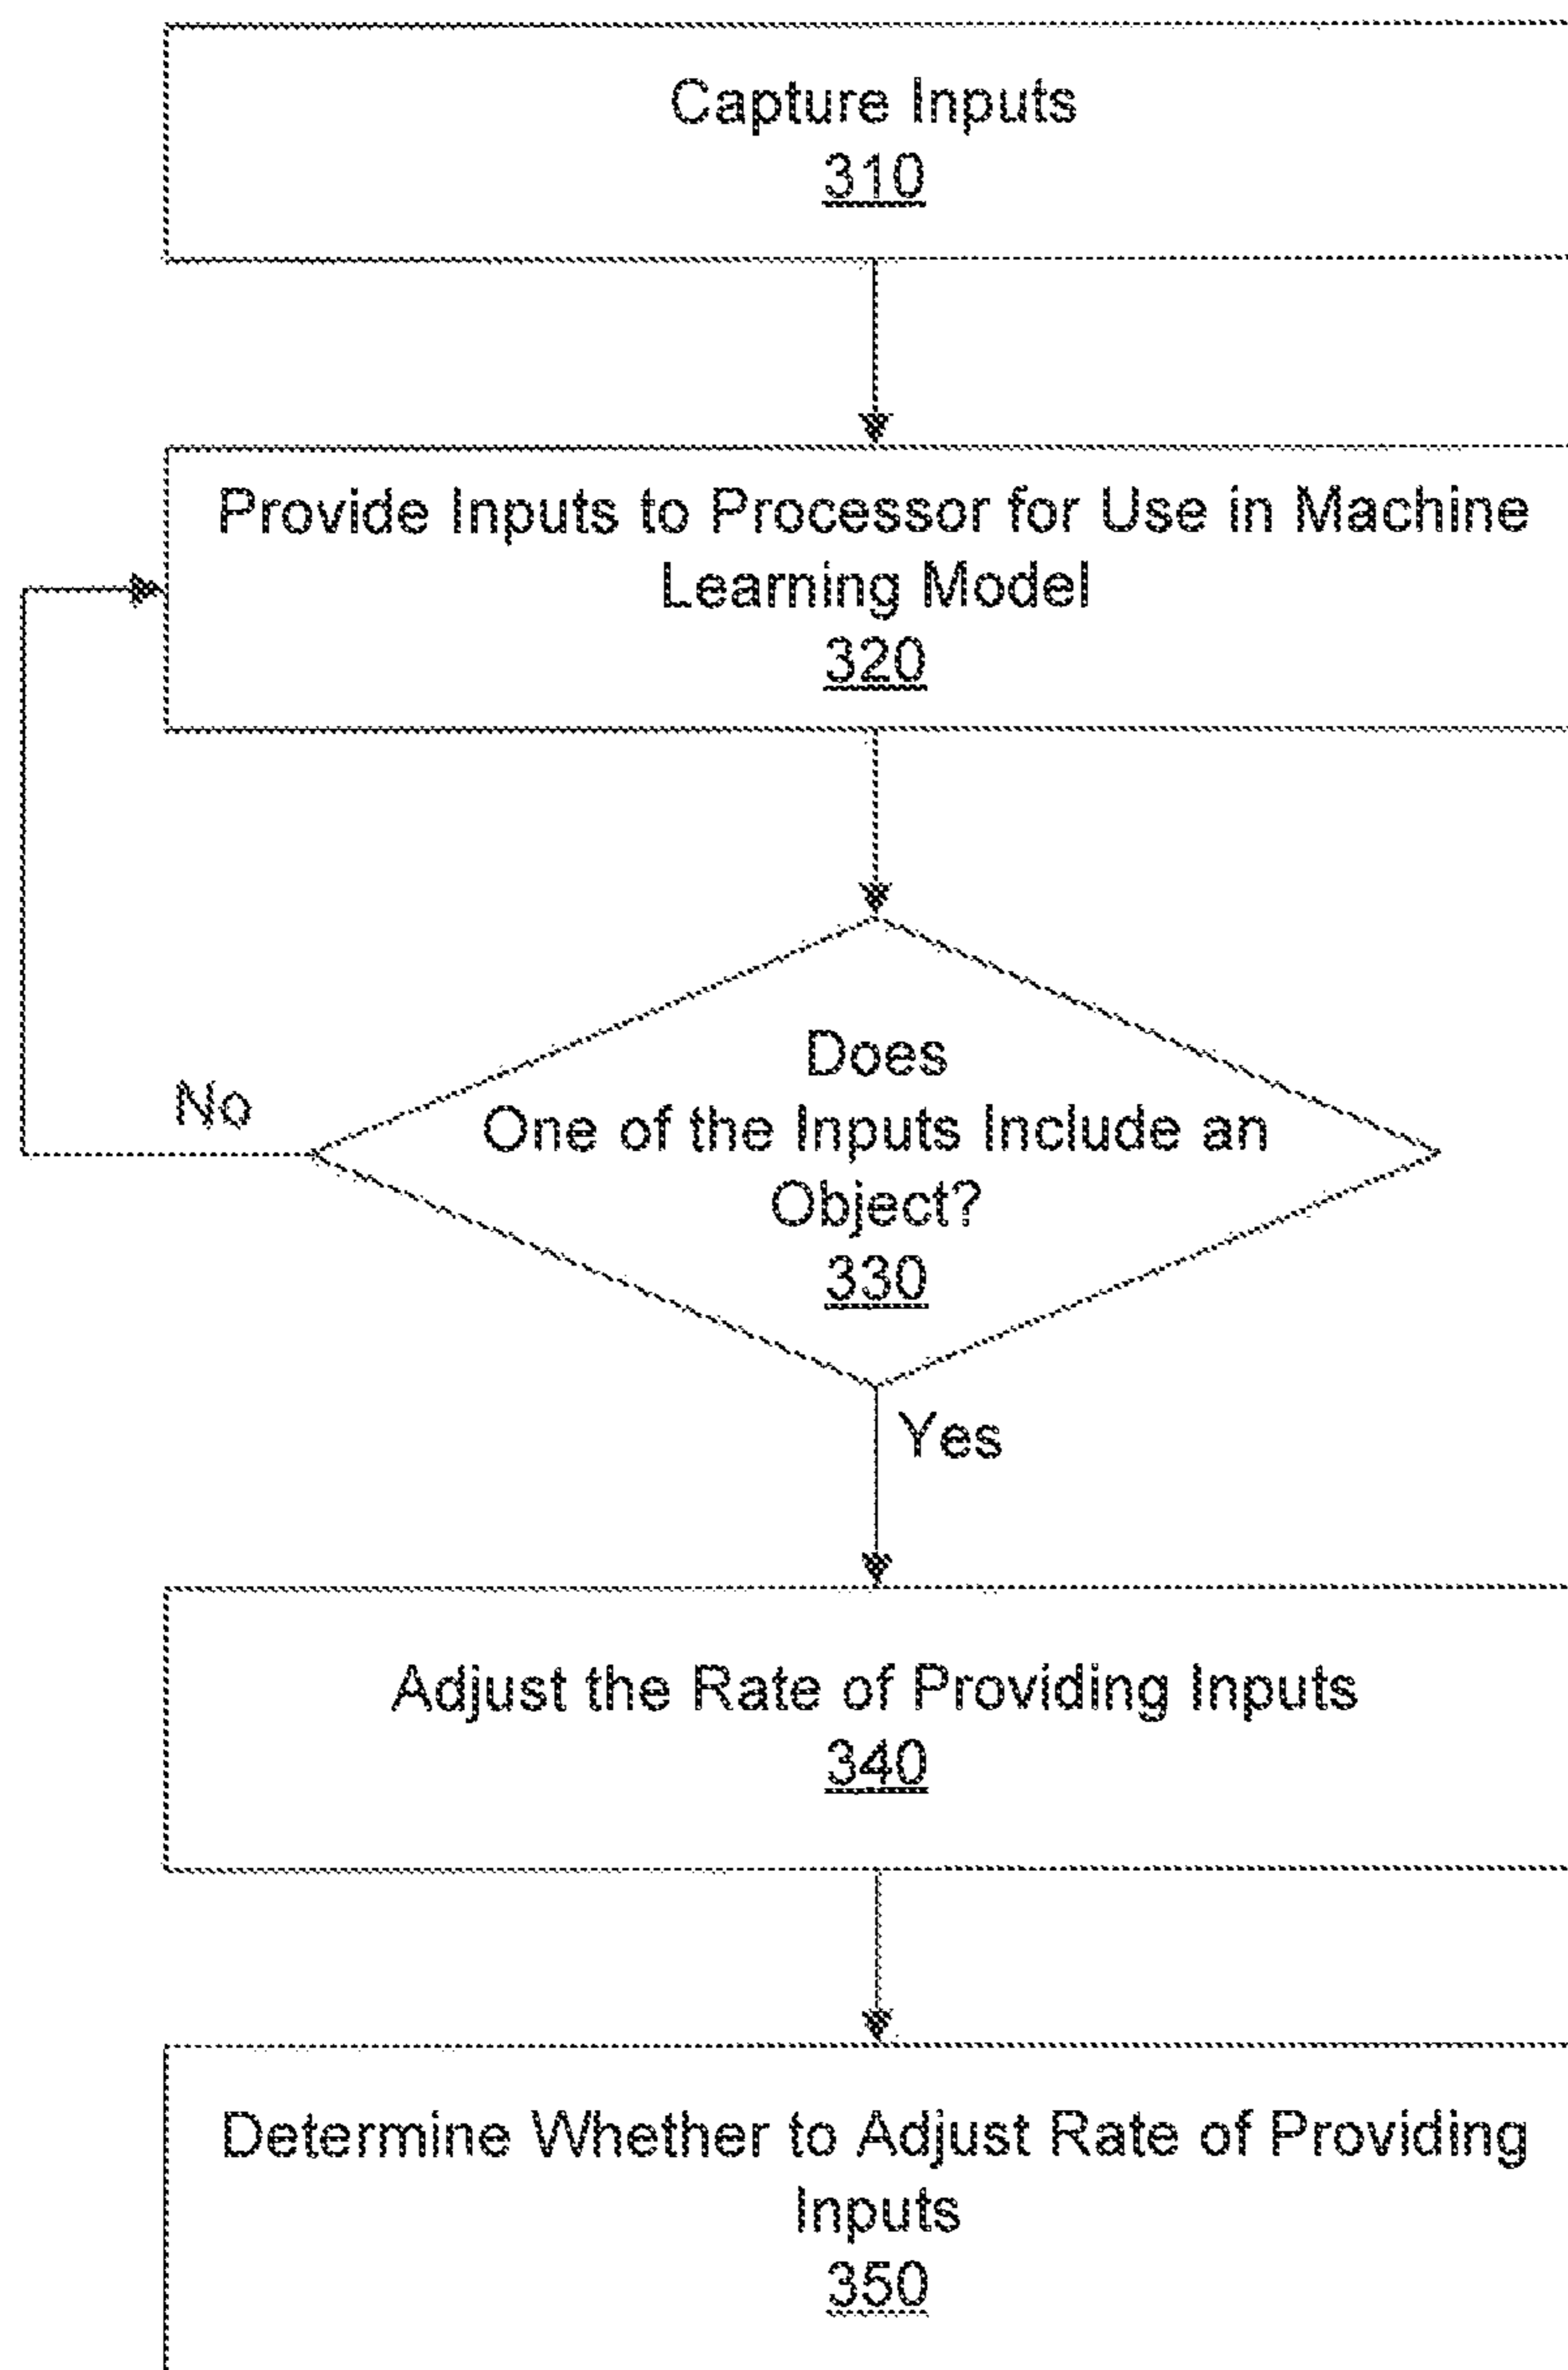 Capture Inputs
310
Provide Inputs to Processor for Use in Machine
Learning Model
320
Does
One of the Inputs Include an
Object?
330
No
Yes
Adjust the Rate of Providing Inputs
340
Determine Whether to Adjust Rate of Providing
Inputs
350